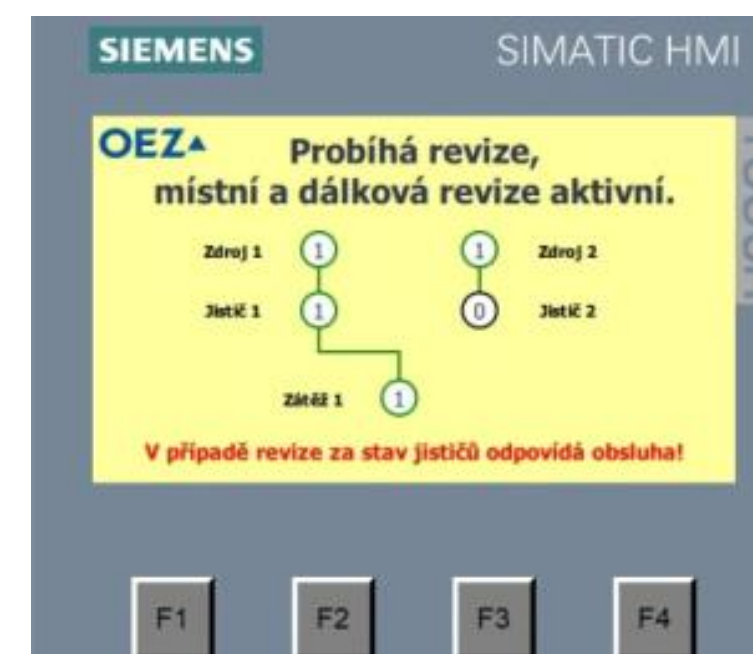 SIEMENS
SIMATIC HMI
OEZ
Probíhá revize,
místní a dálková revize aktivní.
Zdroj 1
1
1
Zdroj 2
Jistič 1
1
0
Jistič 2
Zátěž 1
1
V případě revize za stav jističů odpovídá obsluha!
F1
F2
F3
F4